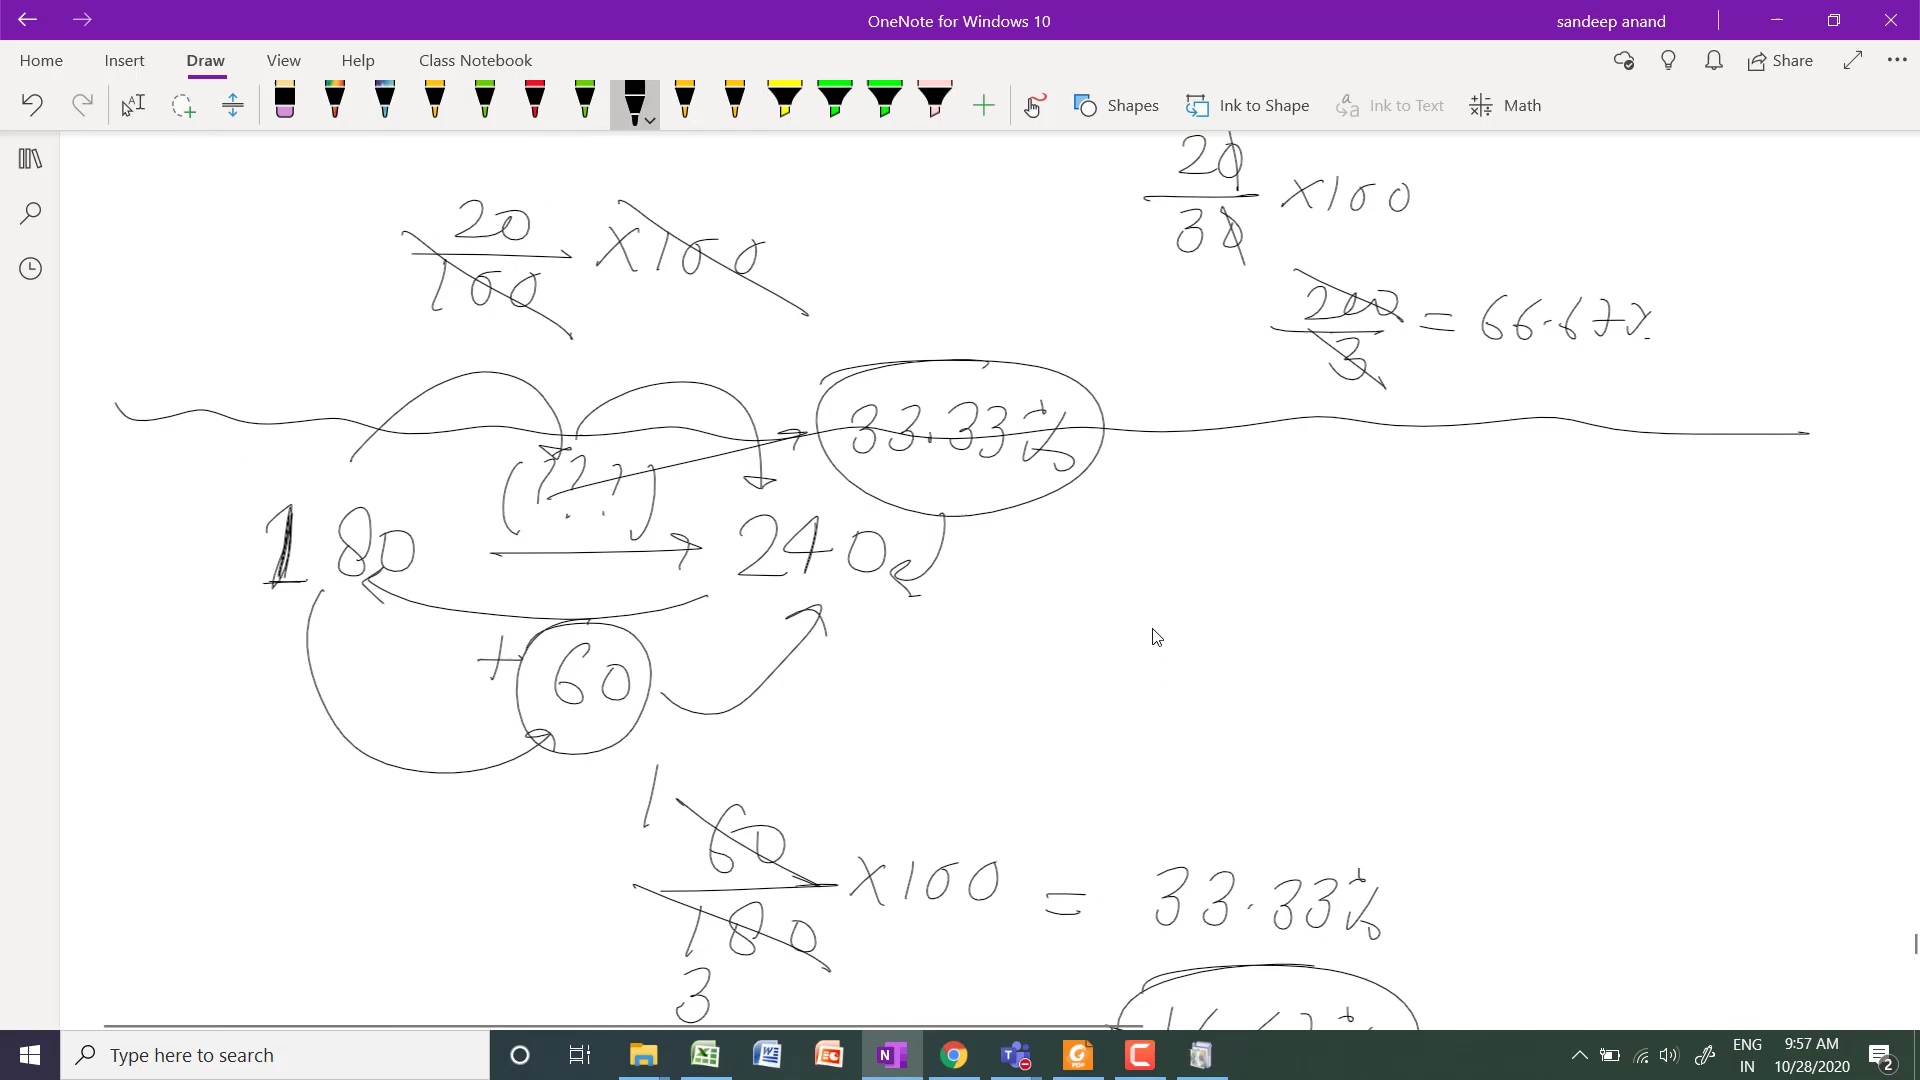 OneNote for Windows 10
sandeep anand
Home Insert Draw View Help Class Notebook
Share
Shapes Ink to Shape Ink to Text Math
20
100
×100
20
30
×100
200
3
= 66.67%
33.33%
(???)
180 → 240
+ 60
1
60
180
3
×100 = 33.33%
Type here to search
ENG
IN
9:57 AM
10/28/2020
2